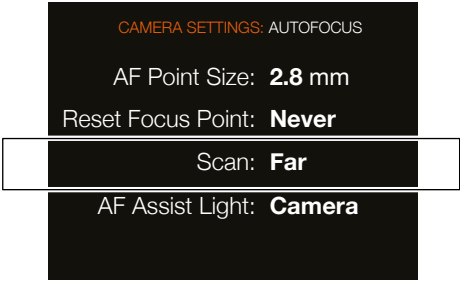 CAMERA SETTINGS: AUTOFOCUS
AF Point Size: 2.8 mm
Reset Focus Point: Never
Scan: Far
AF Assist Light: Camera